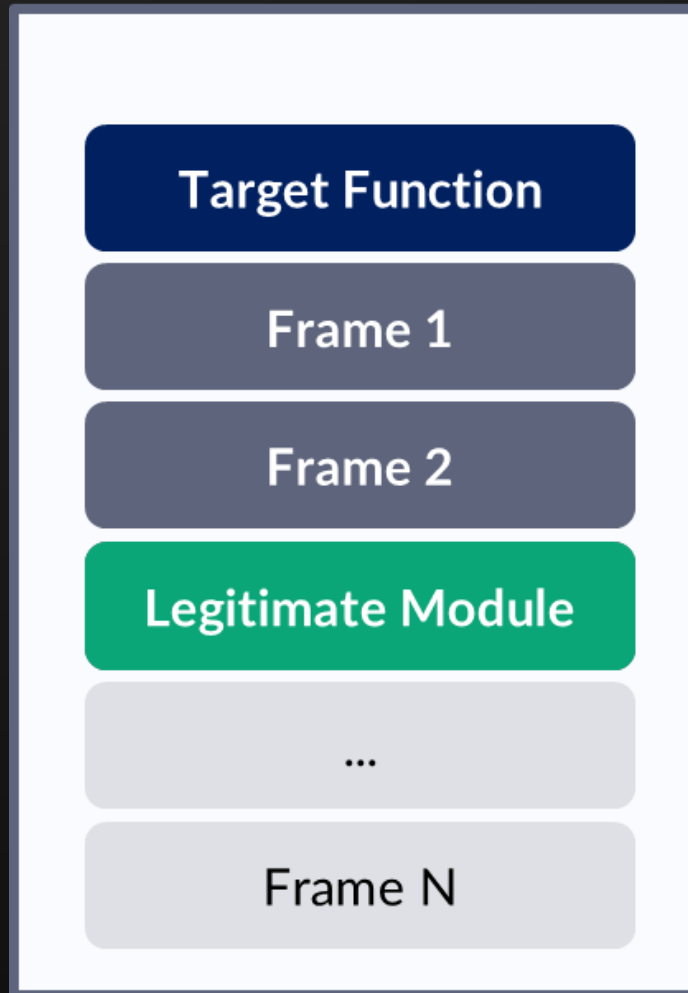 Target Function
Frame 1
Frame 2
Legitimate Module
...
Frame N